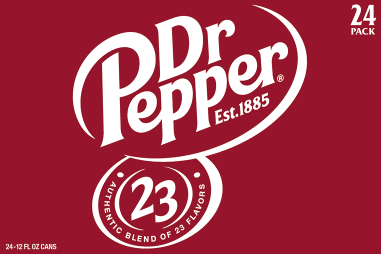 24
PACK
Dr
Pepper®
Est.1885
23
• AUTHENTIC BLEND OF 23 FLAVORS •
24-12 FL OZ CANS